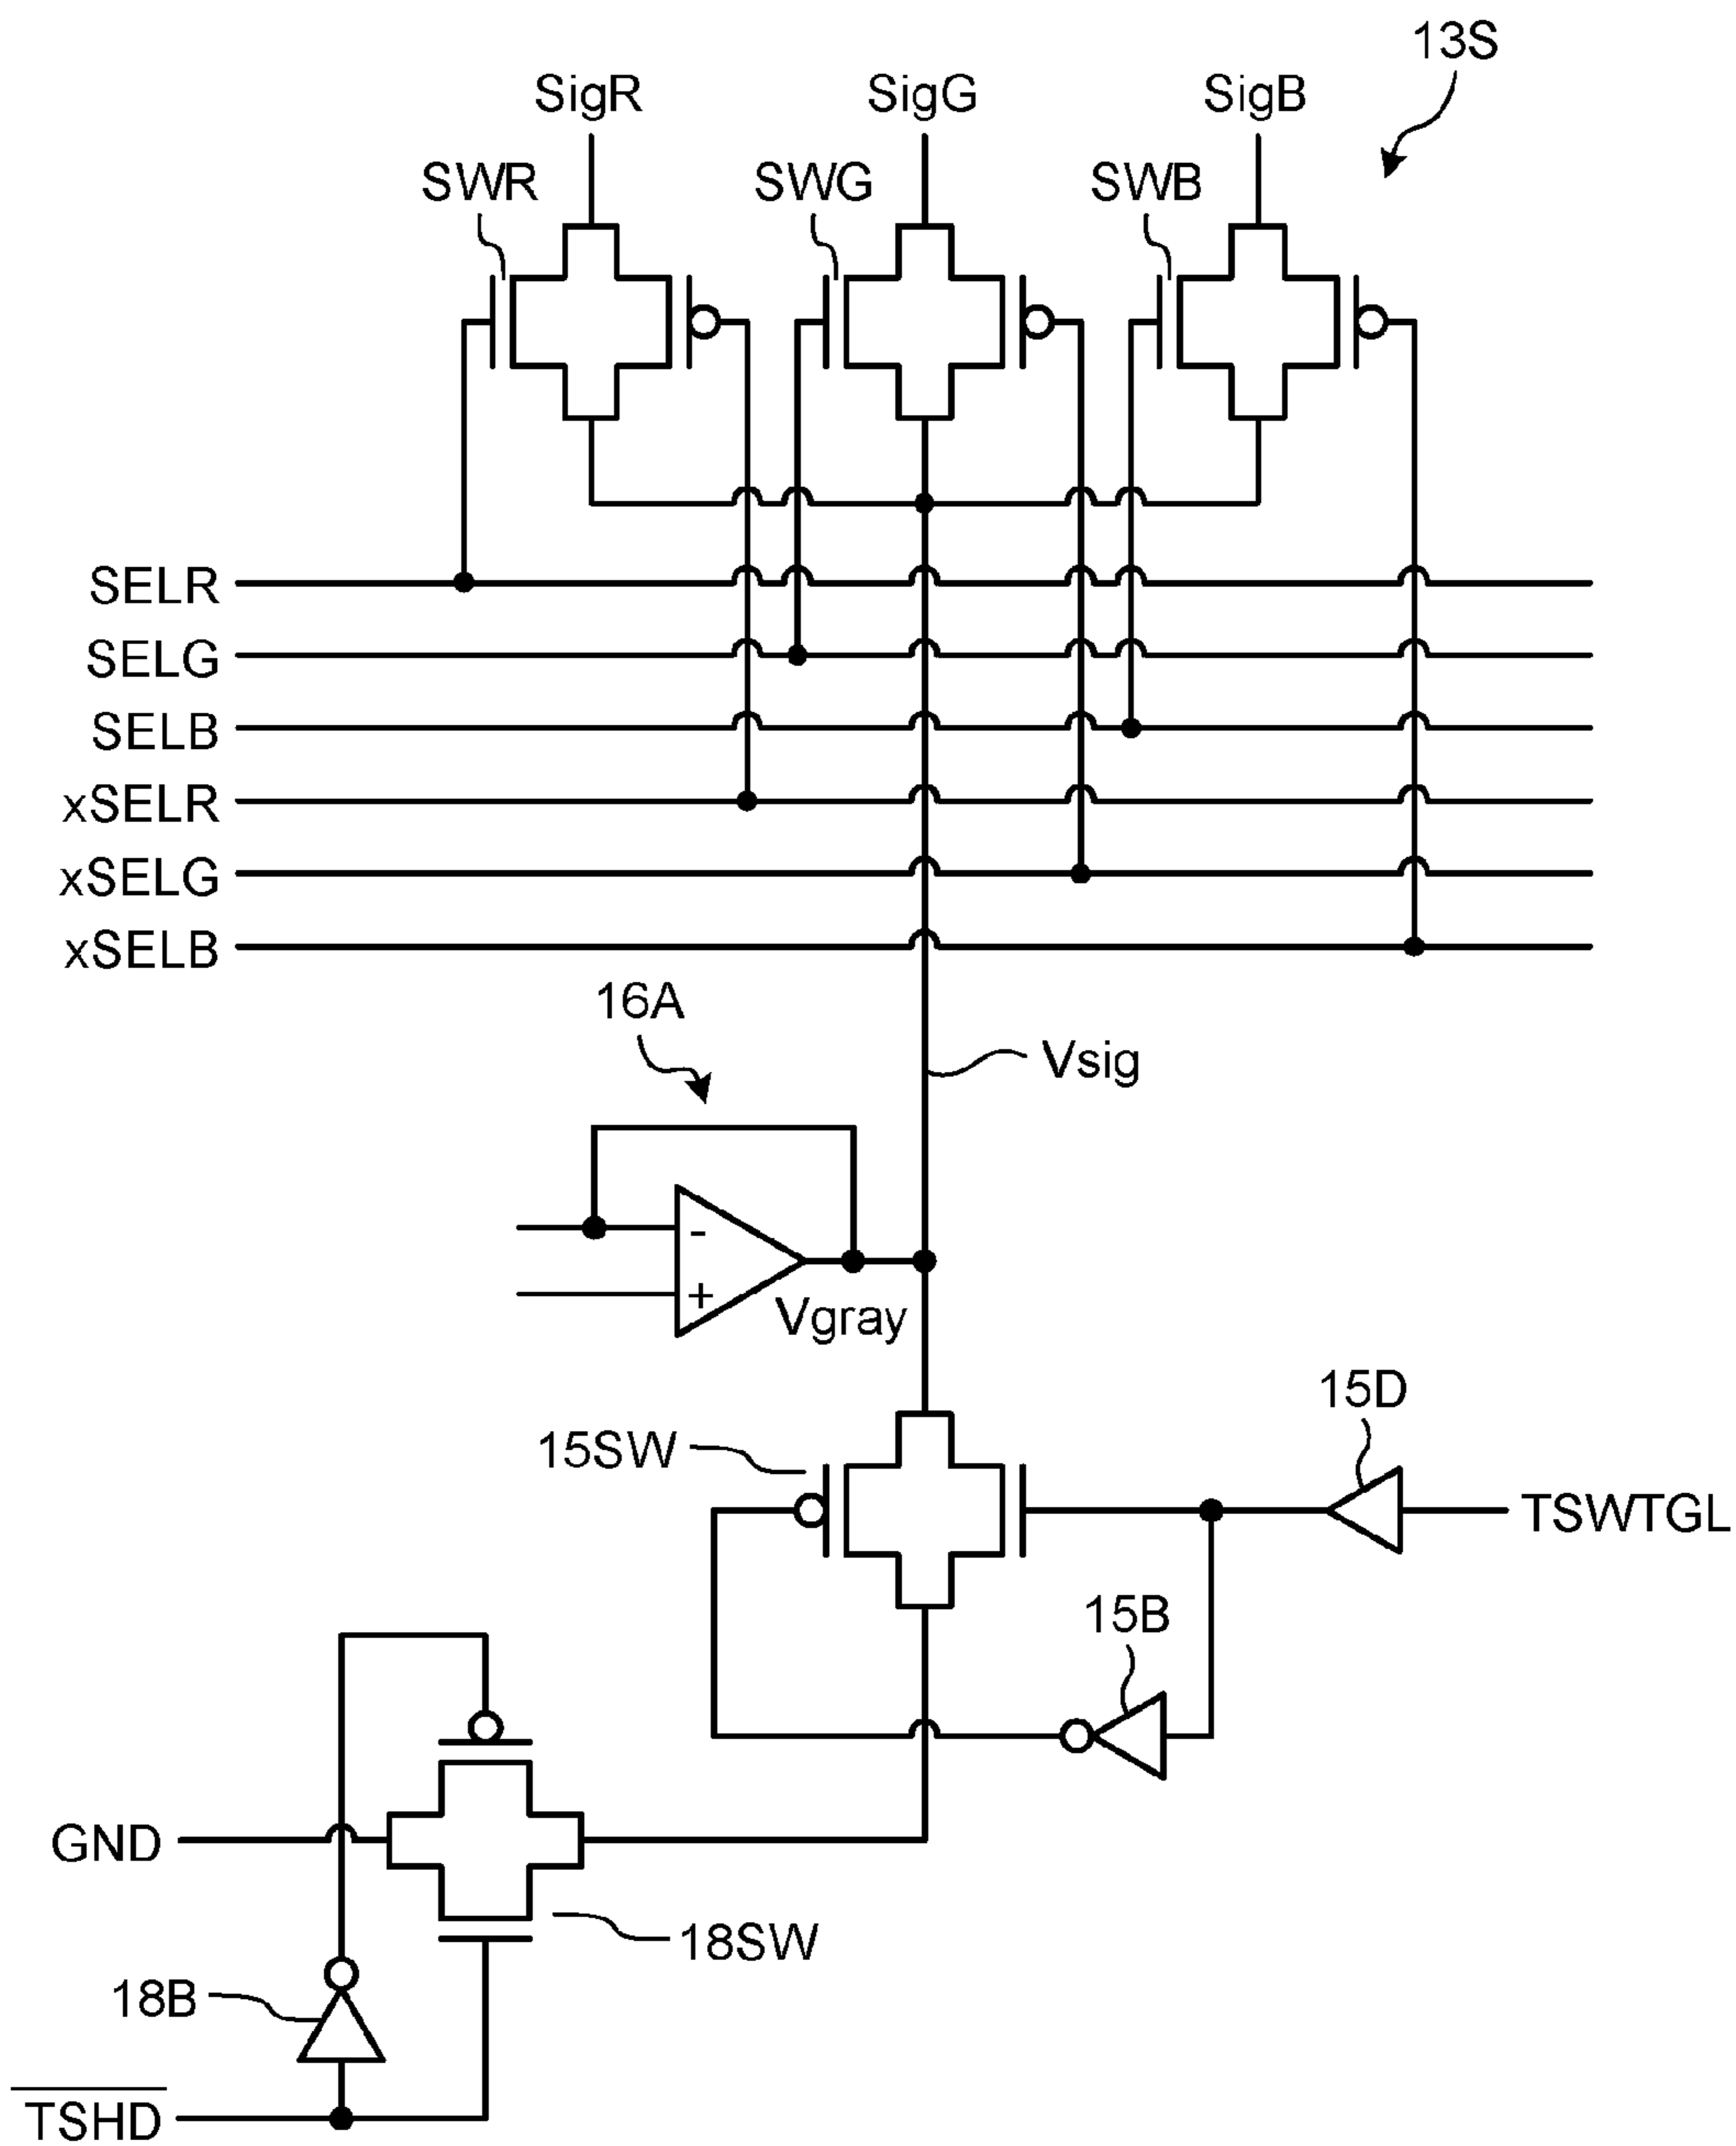 13S
SigR SigG SigB
SWR SWG SWB
SELR
SELG
SELB
xSELR
xSELG
xSELB
16A
Vsig
-
+
Vgray
15D
15SW
TSWTGL
15B
GND
18SW
18B
TSHD